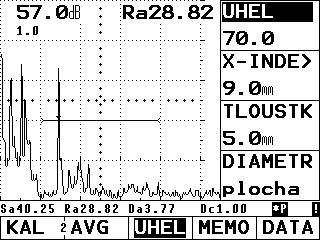 57.0dB Ra28.82 UHEL
1.0
70.0
X-INDE>
9.0mm
TLOUSTK
5.0mm
DIAMETR
plocha
Sa40.25 Ra28.82 Da3.77 Dc1.00 *P !
KAL 2 AVG UHEL MEMO DATA